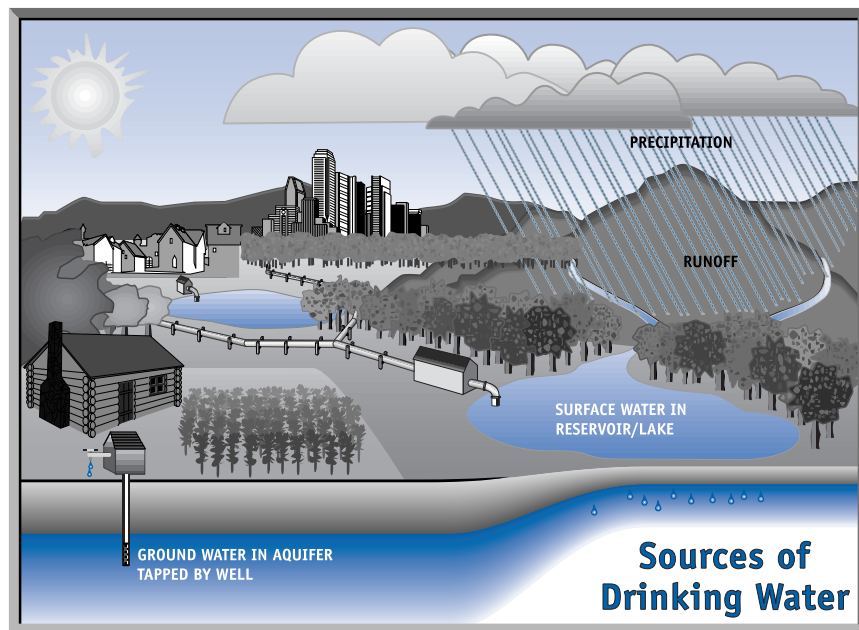 PRECIPITATION
RUNOFF
SURFACE WATER IN
RESERVOIR/LAKE
GROUND WATER IN AQUIFER
TAPPED BY WELL
Sources of
Drinking Water